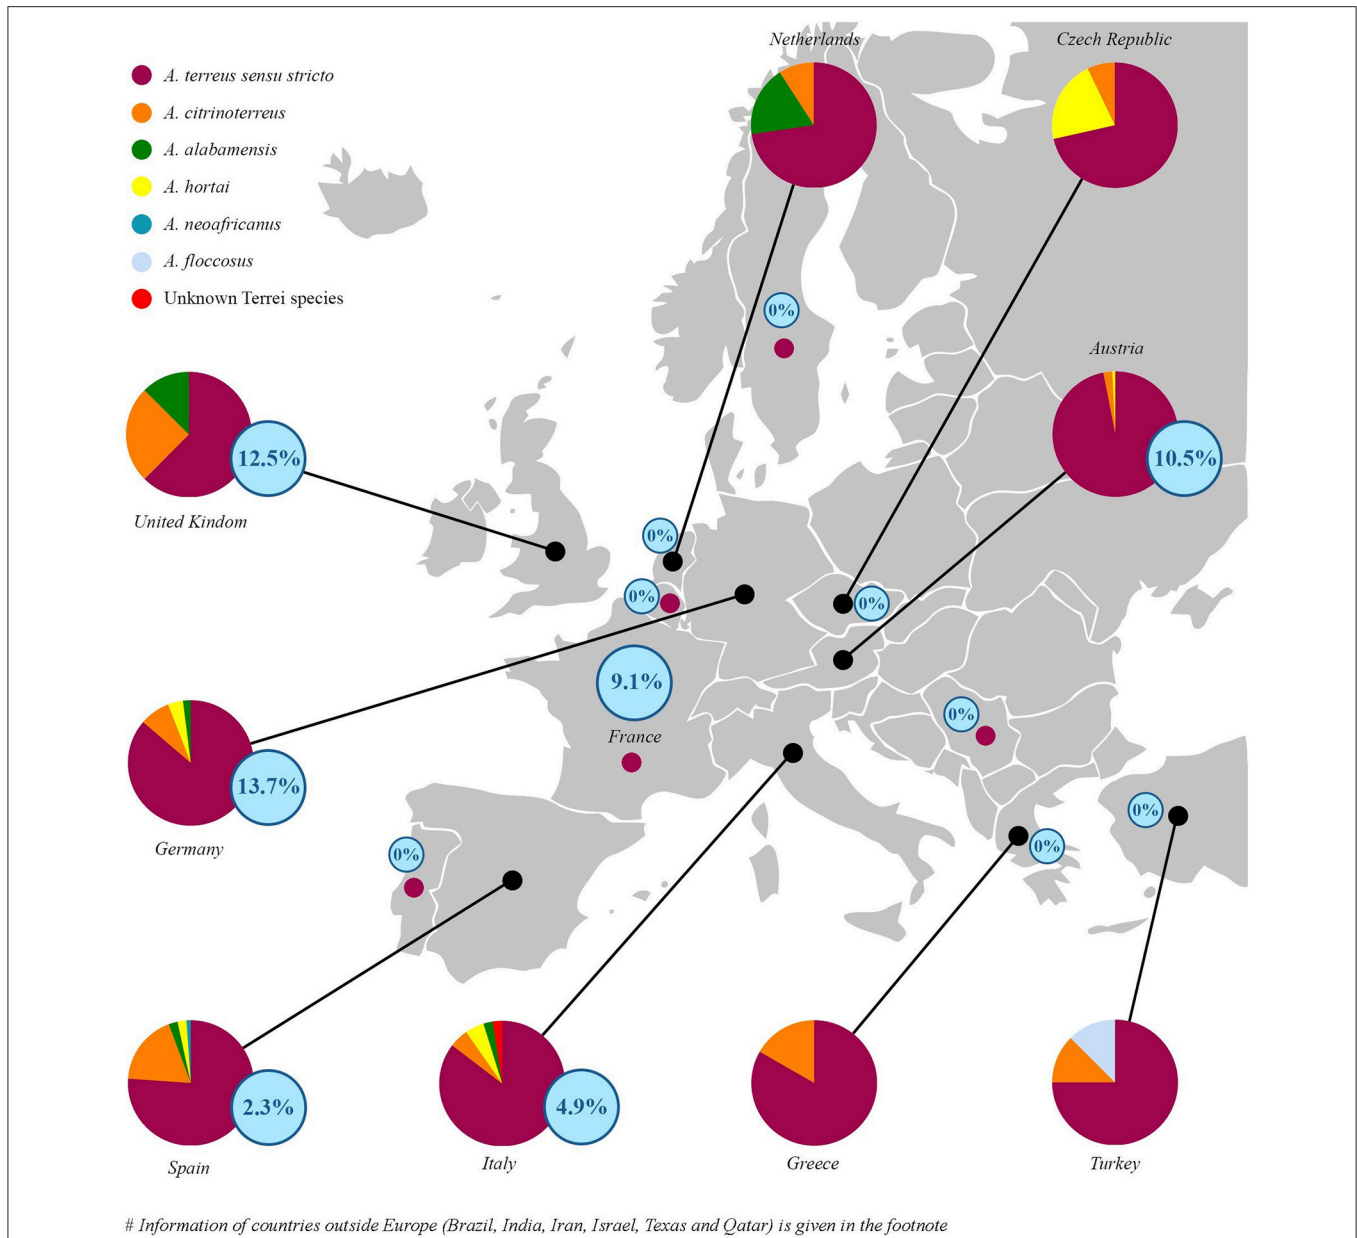 Netherlands
Czech Republic
A. terreus sensu stricto
A. citrinoterreus
A. alabamensis
A. hortai
A. neoafricanus
A. floccosus
Unknown Terrei species
0%
Austria
12.5%
10.5%
United Kindom
0%
0%
0%
9.1%
0%
France
13.7%
0%
Germany
0%
0%
2.3%
4.9%
Spain
Italy
Greece
Turkey
# Information of countries outside Europe (Brazil, India, Iran, Israel, Texas and Qatar) is given in the footnote